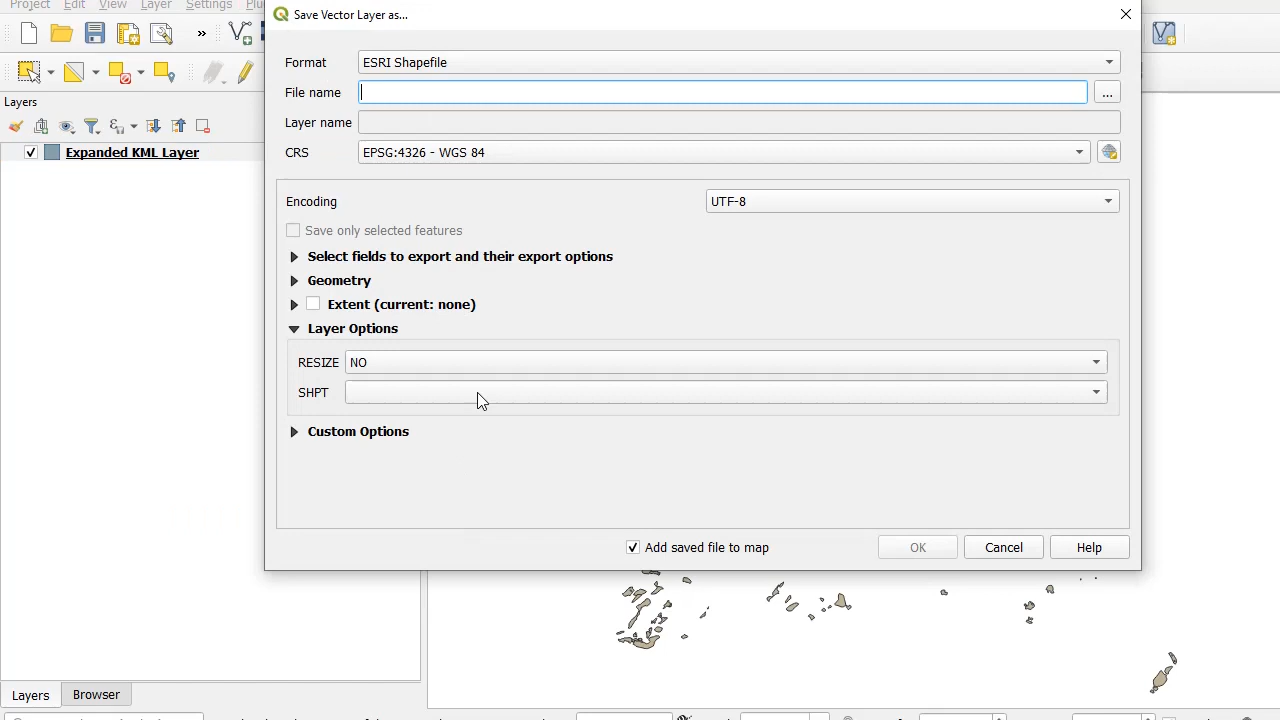 Project Edit View Layer Settings
Save Vector Layer as...
»
Format ESRI Shapefile
File name ...
Layer name
Layers
CRS EPSG:4326 - WGS 84
Expanded KML Layer
Encoding UTF-8
Save only selected features
Select fields to export and their export options
Geometry
Extent (current: none)
Layer Options
RESIZE NO
SHPT
Custom Options
Add saved file to map OK Cancel Help
Layers Browser